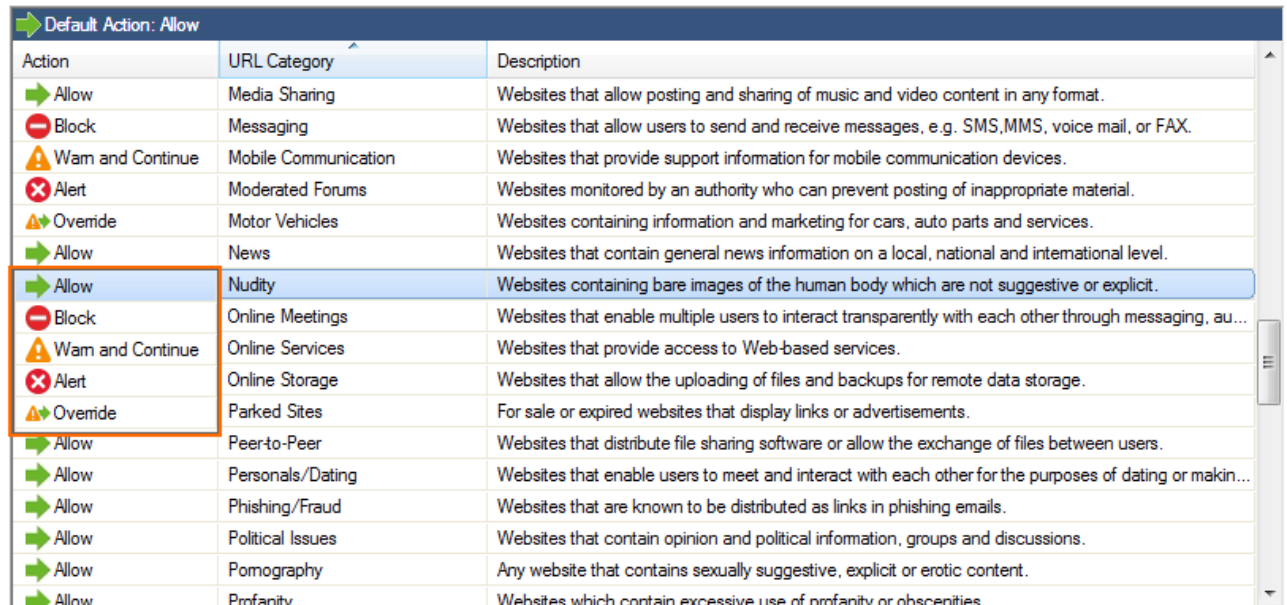 Default Action: Allow
Action URL Category Description
Allow Media Sharing Websites that allow posting and sharing of music and video content in any format.
Block Messaging Websites that allow users to send and receive messages, e.g. SMS,MMS, voice mail, or FAX.
Warn and Continue Mobile Communication Websites that provide support information for mobile communication devices.
Alert Moderated Forums Websites monitored by an authority who can prevent posting of inappropriate material.
Override Motor Vehicles Websites containing information and marketing for cars, auto parts and services.
Allow News Websites that contain general news information on a local, national and international level.
Allow Nudity Websites containing bare images of the human body which are not suggestive or explicit.
Block Online Meetings Websites that enable multiple users to interact transparently with each other through messaging, au...
Warn and Continue Online Services Websites that provide access to Web-based services.
Alert Online Storage Websites that allow the uploading of files and backups for remote data storage.
Override Parked Sites For sale or expired websites that display links or advertisements.
Allow Peer-to-Peer Websites that distribute file sharing software or allow the exchange of files between users.
Allow Personals/Dating Websites that enable users to meet and interact with each other for the purposes of dating or makin...
Allow Phishing/Fraud Websites that are known to be distributed as links in phishing emails.
Allow Political Issues Websites that contain opinion and political information, groups and discussions.
Allow Pornography Any website that contains sexually suggestive, explicit or erotic content.
Allow Profanity Websites which contain excessive use of profanity or obscenities